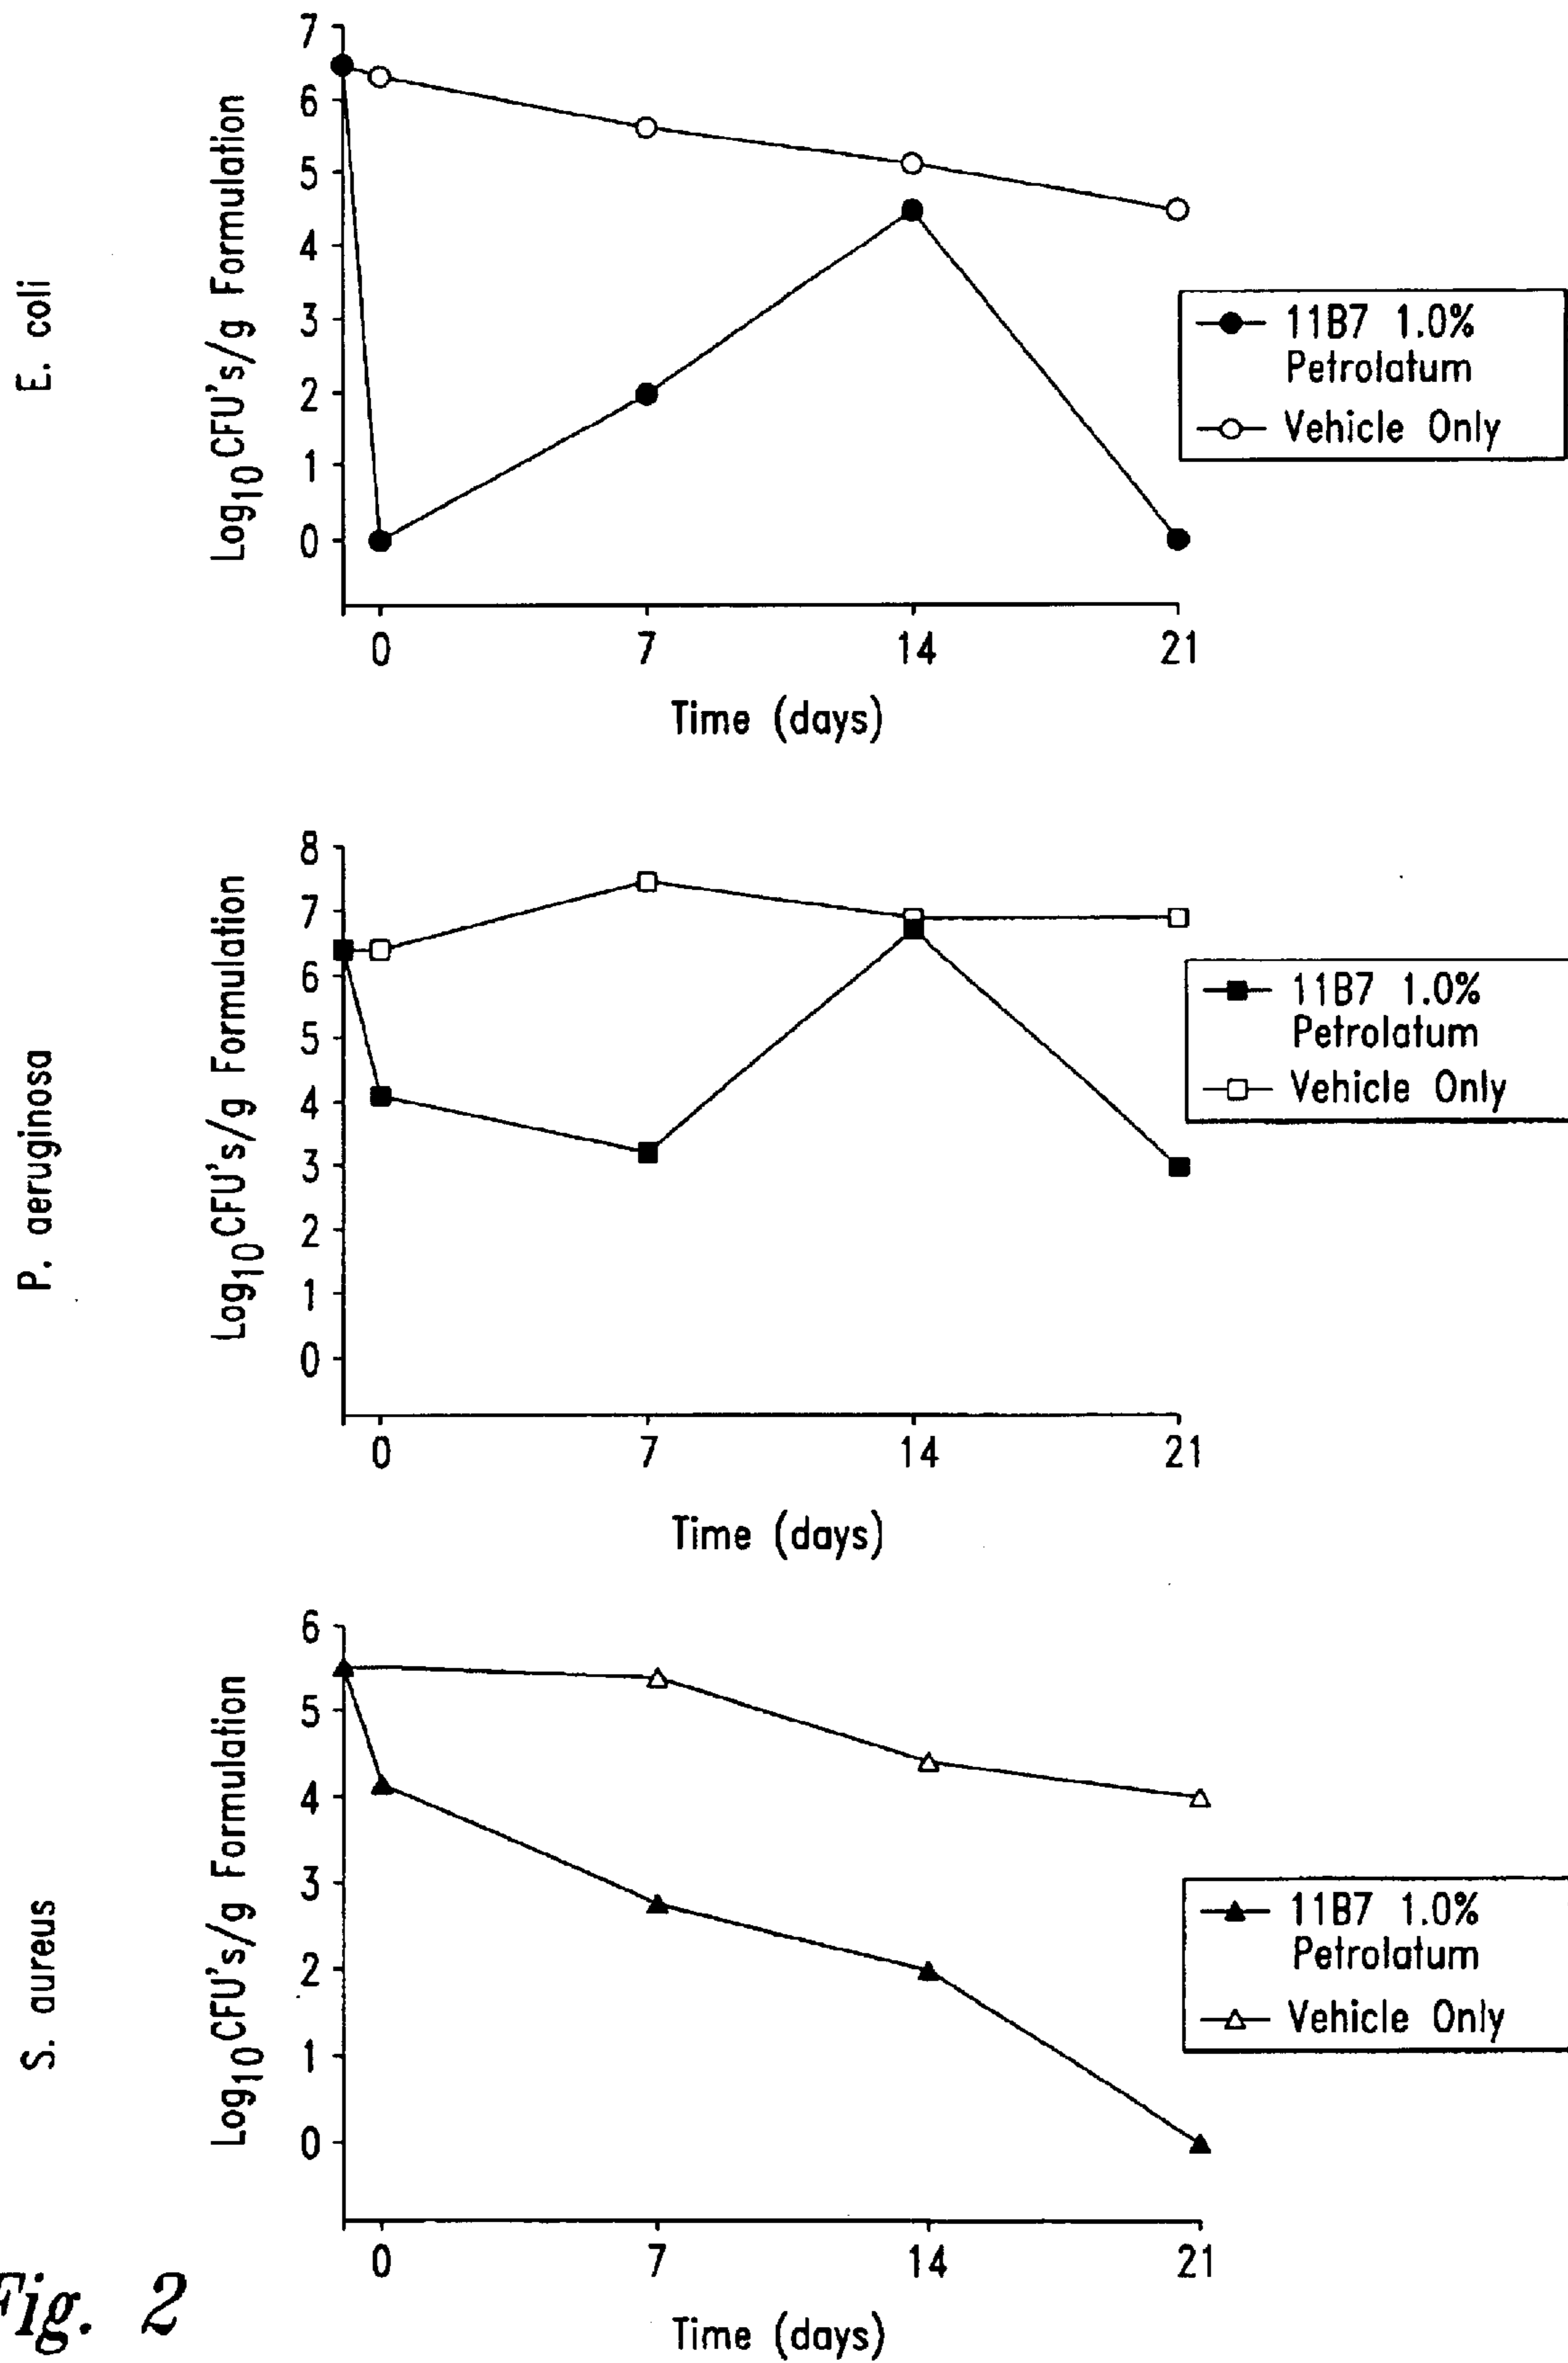 E. coli
Log10CFU's/g Formulation
7
6
5
4
3
2
1
0
0 7 14 21
Time (days)
11B7 1.0%
Petrolatum
Vehicle Only
P. aeruginosa
Log10CFU's/g Formulation
8
7
6
5
4
3
2
1
0
0 7 14 21
Time (days)
11B7 1.0%
Petrolatum
Vehicle Only
S. aureus
Log10CFU's/g Formulation
6
5
4
3
2
1
0
0 7 14 21
Time (days)
11B7 1.0%
Petrolatum
Vehicle Only
Fig. 2